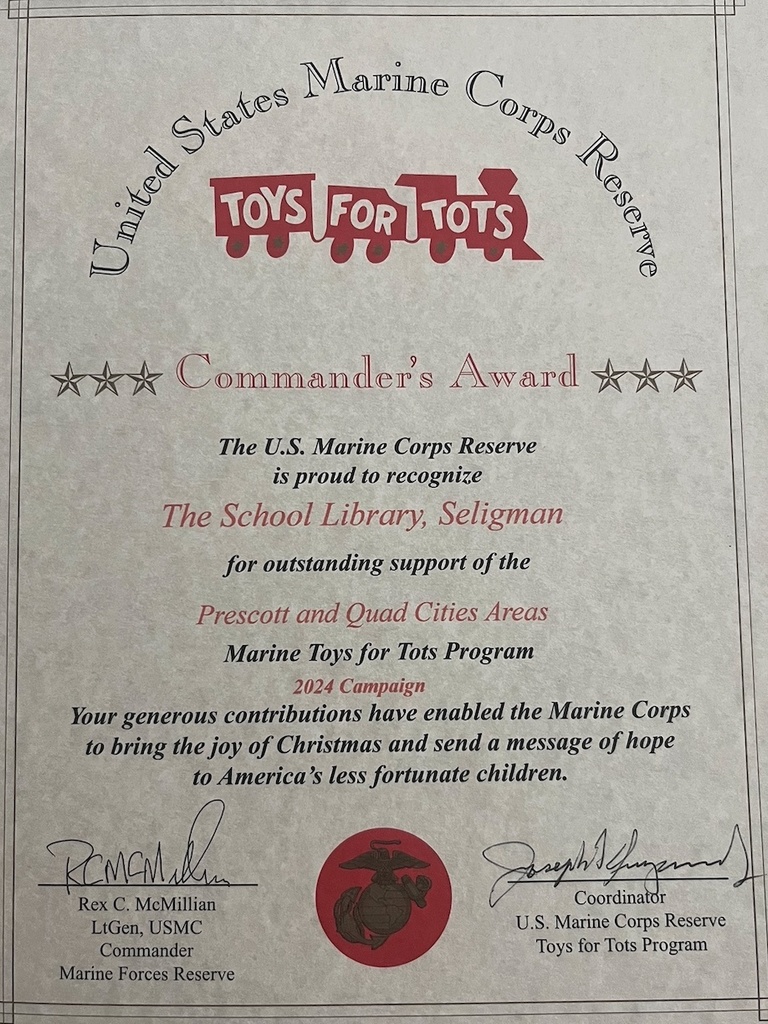 United States Marine Corps Reserve
TOYS FOR TOTS
Commander's Award
The U.S. Marine Corps Reserve
is proud to recognize
The School Library, Seligman
for outstanding support of the
Prescott and Quad Cities Areas
Marine Toys for Tots Program
2024 Campaign
Your generous contributions have enabled the Marine Corps
to bring the joy of Christmas and send a message of hope
to America's less fortunate children.
RCMcMillian
Rex C. McMillian
LtGen, USMC
Commander
Marine Forces Reserve
Joseph
Coordinator
U.S. Marine Corps Reserve
Toys for Tots Program